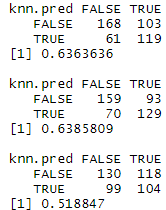 knn.pred FALSE TRUE
FALSE 168 103
TRUE 61 119
[1] 0.6363636
knn.pred FALSE TRUE
FALSE 159 93
TRUE 70 129
[1] 0.6385809
knn.pred FALSE TRUE
FALSE 130 118
TRUE 99 104
[1] 0.518847